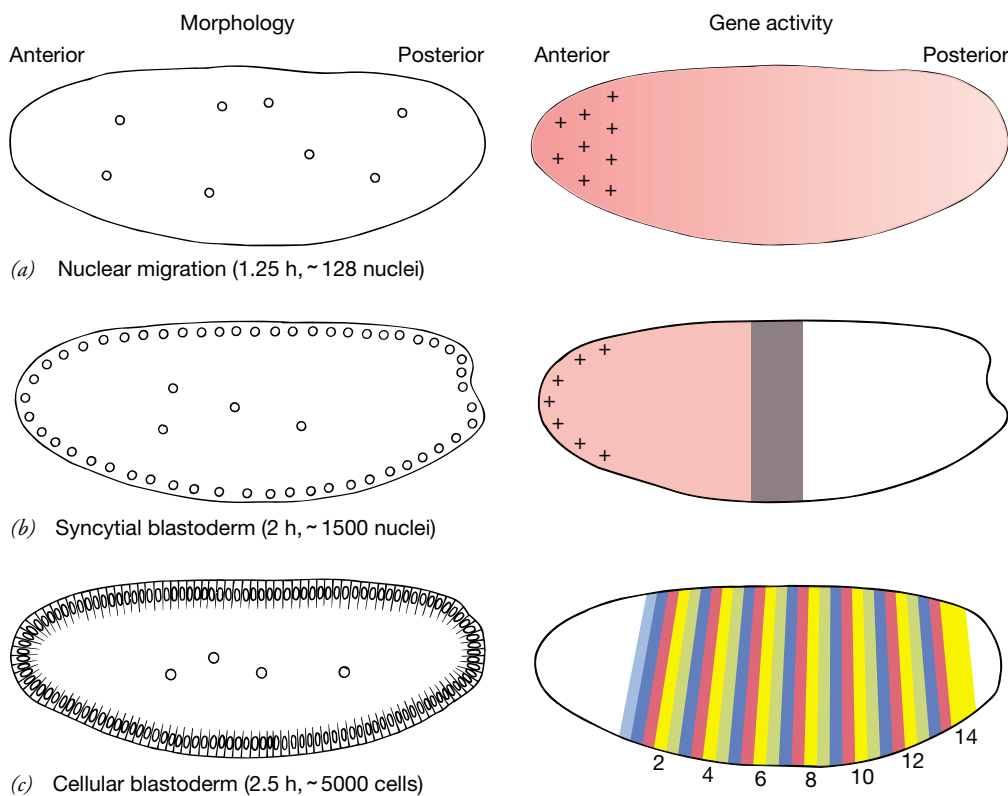 Morphology
Gene activity
Anterior
Posterior
Anterior
Posterior
+ + + + + + + + + +
(a) Nuclear migration (1.25 h, ~ 128 nuclei)
+ + + + + + +
(b) Syncytial blastoderm (2 h, ~ 1500 nuclei)
2 4 6 8 10 12 14
(c) Cellular blastoderm (2.5 h, ~ 5000 cells)